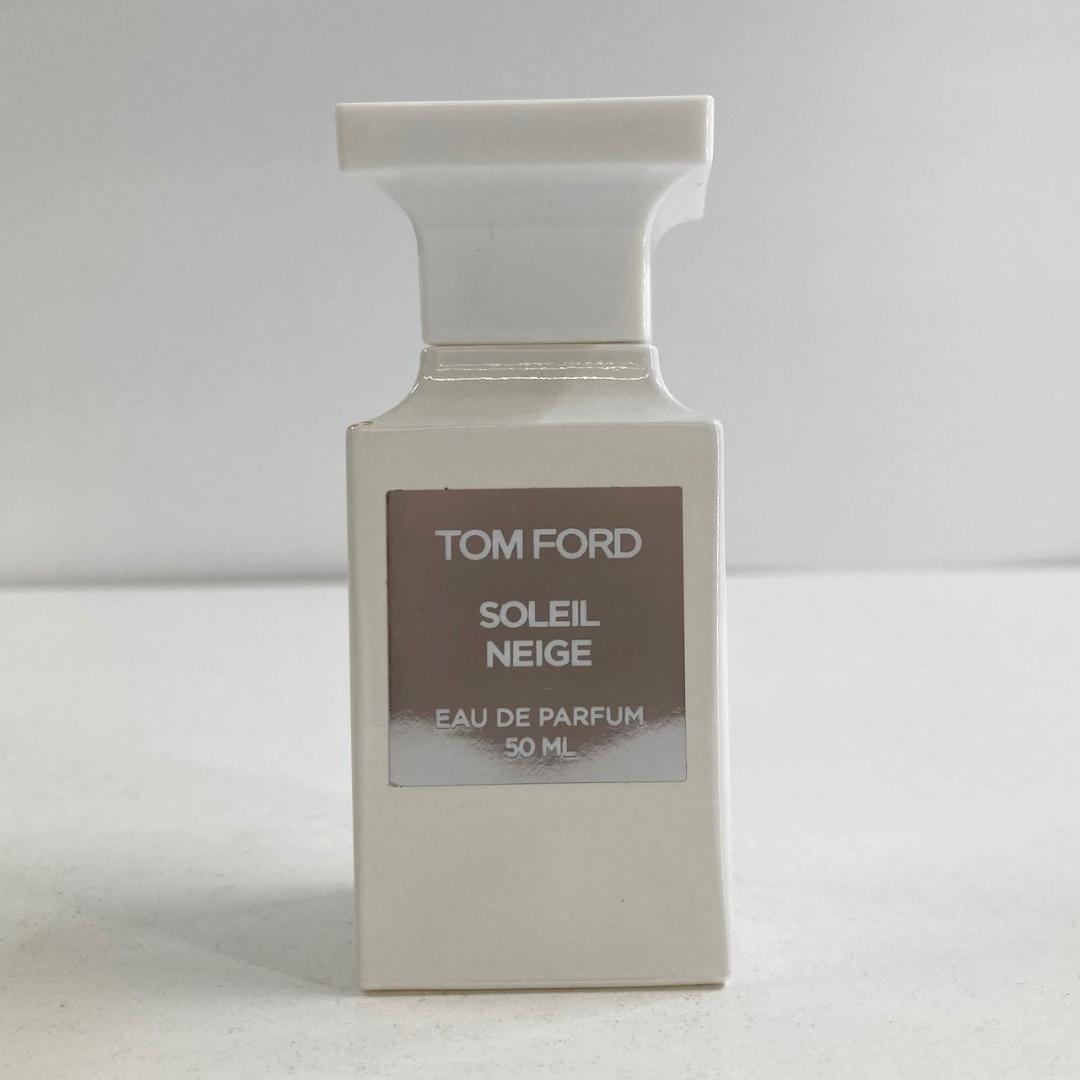 TOM FORD
SOLEIL
NEIGE
EAU DE PARFUM
50 ML